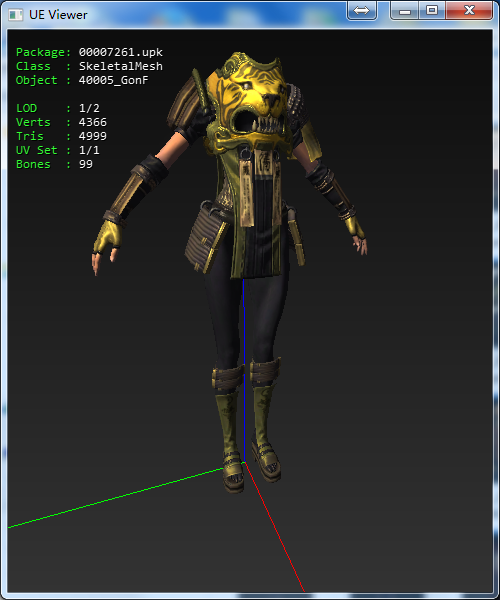 UE Viewer
Package: 00007261.upk
Class : SkeletalMesh
Object : 40005_GonF
LOD : 1/2
Verts : 4366
Tris : 4999
UV Set : 1/1
Bones : 99